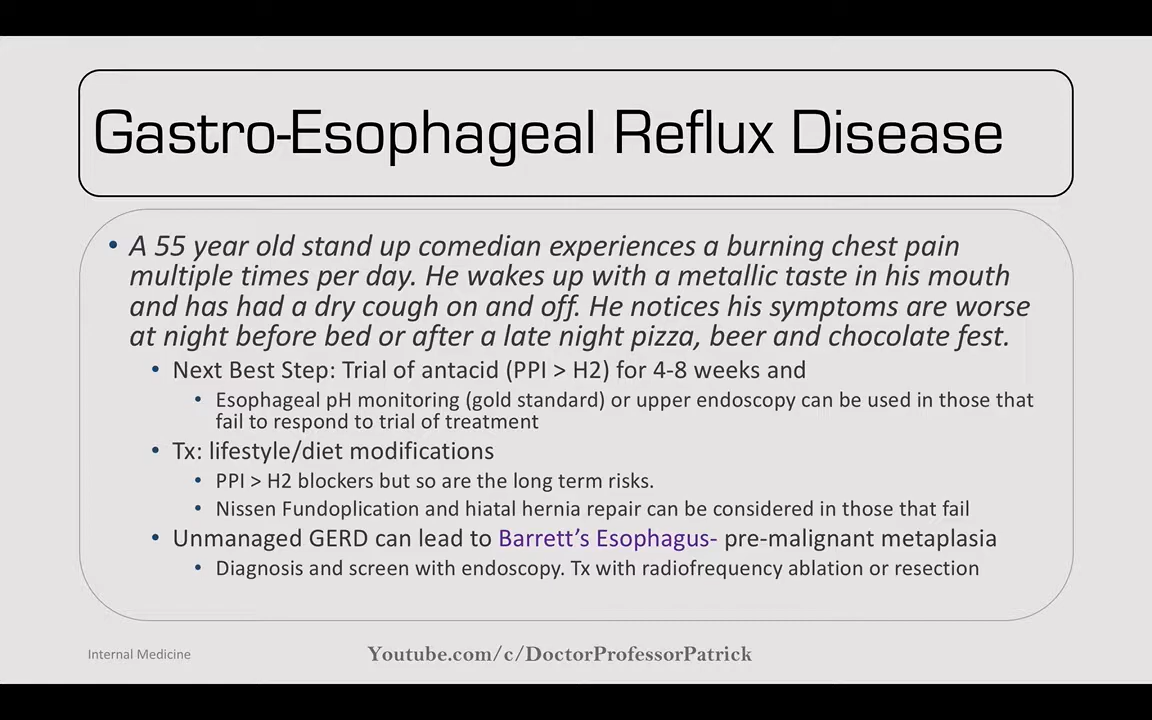 Gastro-Esophageal Reflux Disease
• A 55 year old stand up comedian experiences a burning chest pain
multiple times per day. He wakes up with a metallic taste in his mouth
and has had a dry cough on and off. He notices his symptoms are worse
at night before bed or after a late night pizza, beer and chocolate fest.
• Next Best Step: Trial of antacid (PPI > H2) for 4-8 weeks and
• Esophageal pH monitoring (gold standard) or upper endoscopy can be used in those that
fail to respond to trial of treatment
• Tx: lifestyle/diet modifications
• PPI > H2 blockers but so are the long term risks.
• Nissen Fundoplication and hiatal hernia repair can be considered in those that fail
• Unmanaged GERD can lead to Barrett’s Esophagus- pre-malignant metaplasia
• Diagnosis and screen with endoscopy. Tx with radiofrequency ablation or resection
Internal Medicine
Youtube.com/c/DoctorProfessorPatrick